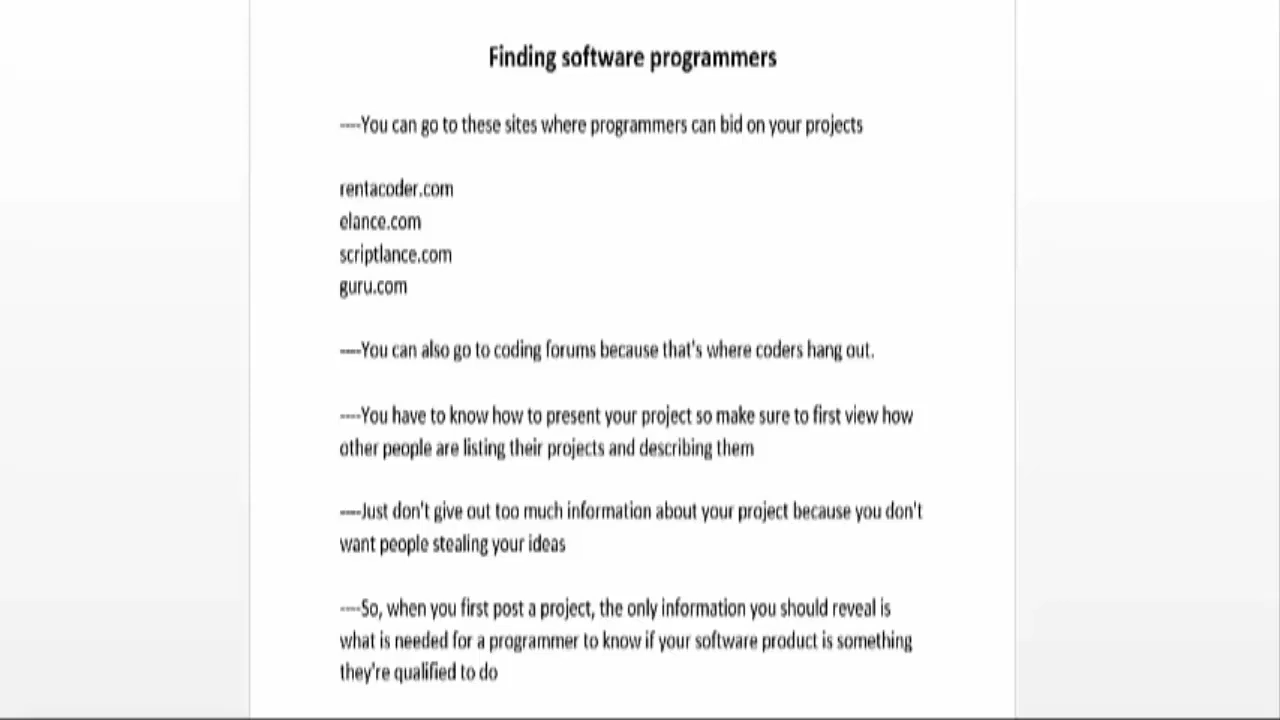 Finding software programmers
----You can go to these sites where programmers can bid on your projects
rentacoder.com
elance.com
scriptlance.com
guru.com
----You can also go to coding forums because that's where coders hang out.
----You have to know how to present your project so make sure to first view how
other people are listing their projects and describing them
----Just don't give out too much information about your project because you don't
want people stealing your ideas
----So, when you first post a project, the only information you should reveal is
what is needed for a programmer to know if your software product is something
they're qualified to do